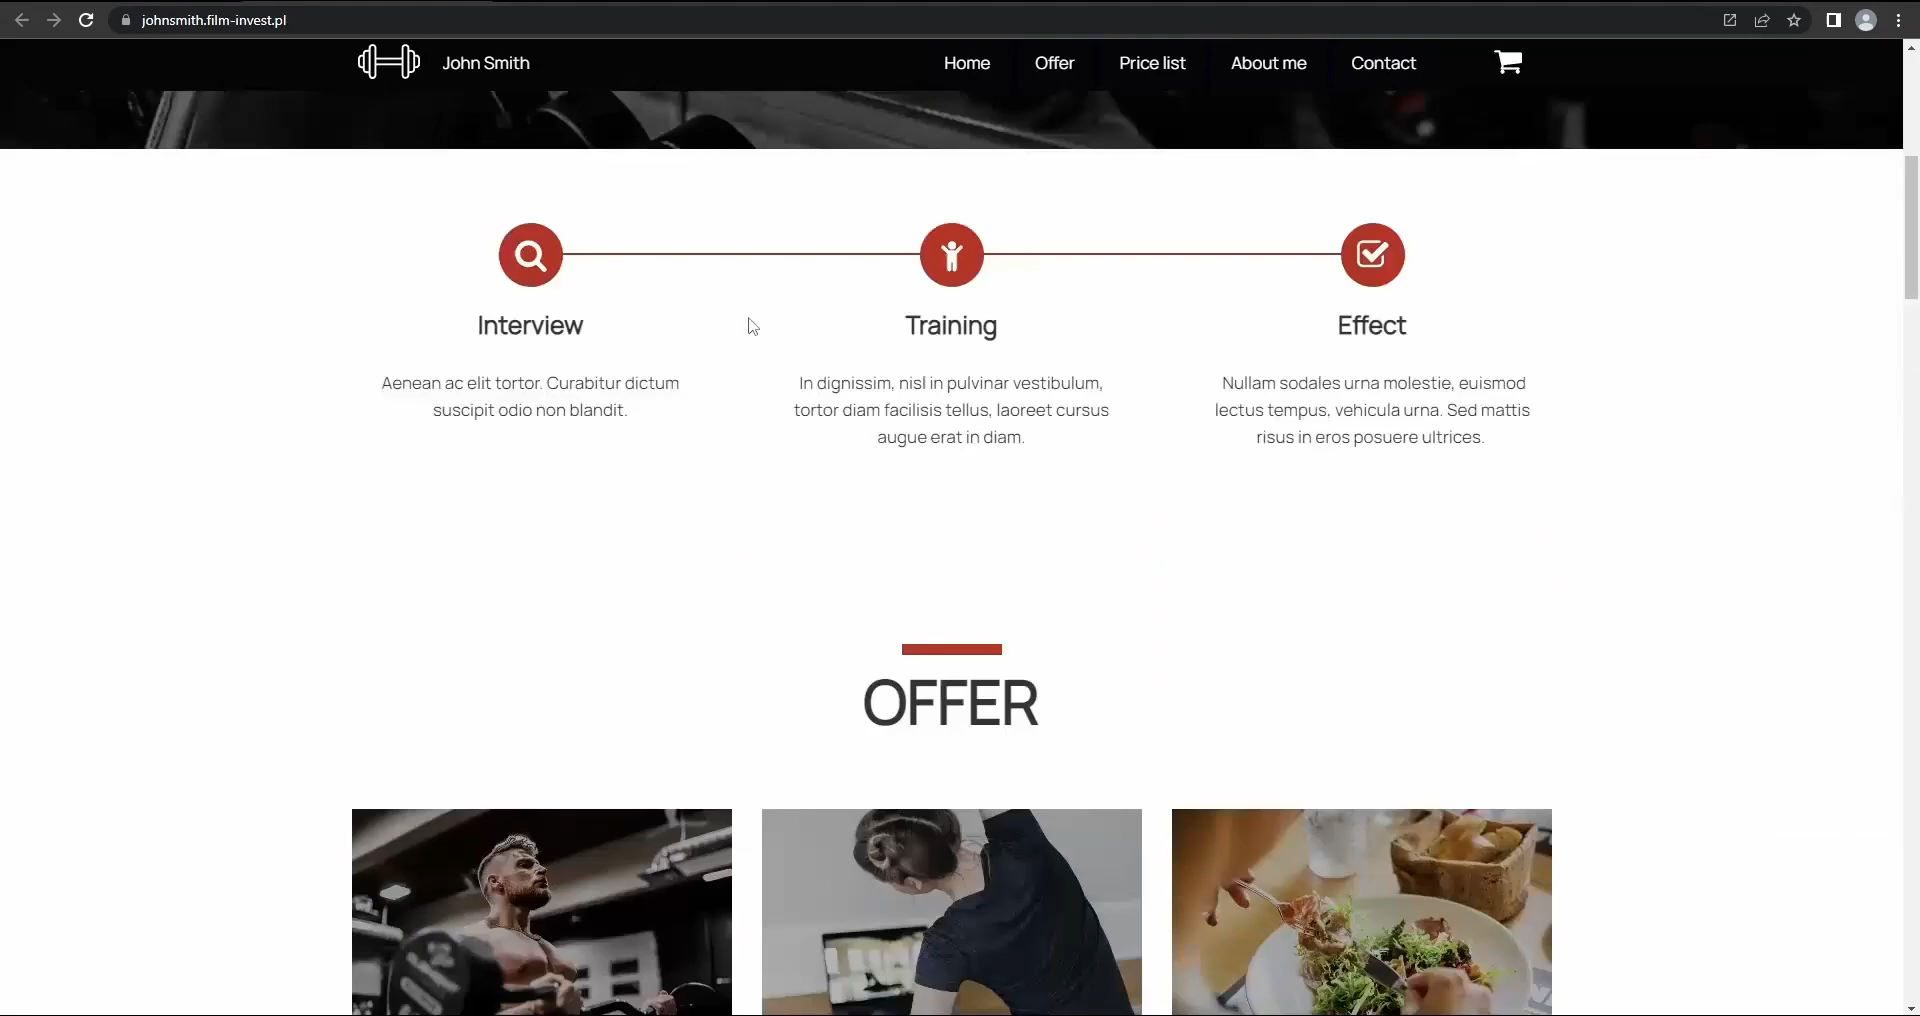 johnsmith.film-invest.pl
John Smith
Home
Offer
Price list
About me
Contact
Interview
Training
Effect
Aenean ac elit tortor. Curabitur dictum
suscipit odio non blandit.
In dignissim, nisl in pulvinar vestibulum,
tortor diam facilisis tellus, laoreet cursus
augue erat in diam.
Nullam sodales urna molestie, euismod
lectus tempus, vehicula urna. Sed mattis
risus in eros posuere ultrices.
OFFER